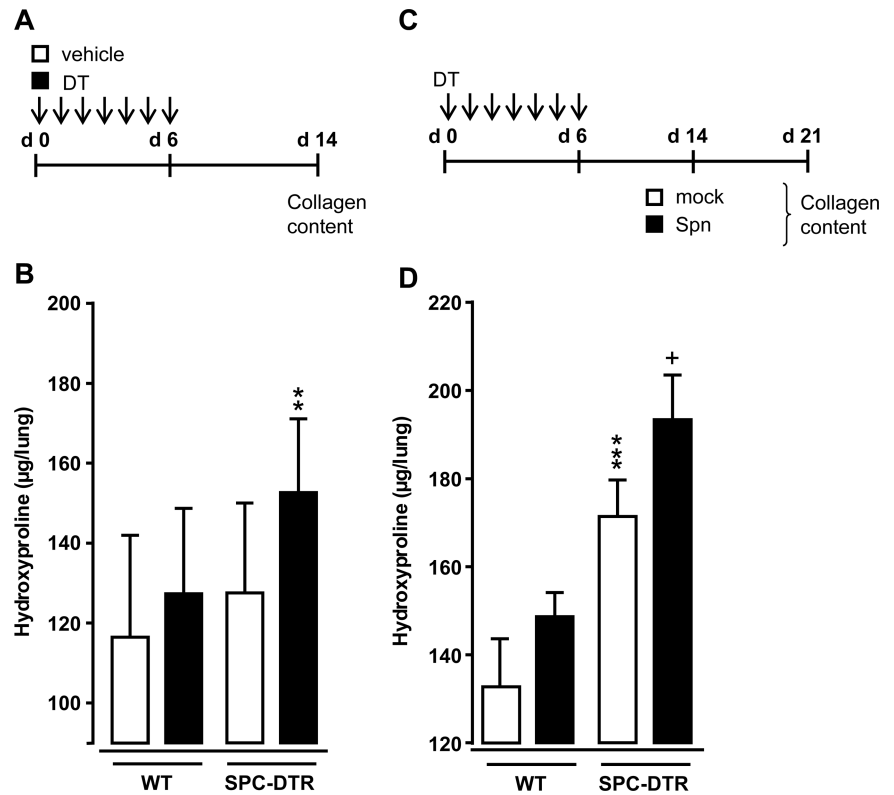 A
vehicle
DT
d 0 d 6 d 14
Collagen
content
B
200
180
160
140
120
100
Hydroxyproline (µg/lung)
**
WT SPC-DTR
C
DT
d 0 d 6 d 14 d 21
mock
Spn
Collagen
content
D
220
200
180
160
140
120
Hydroxyproline (µg/lung)
***
+
WT SPC-DTR